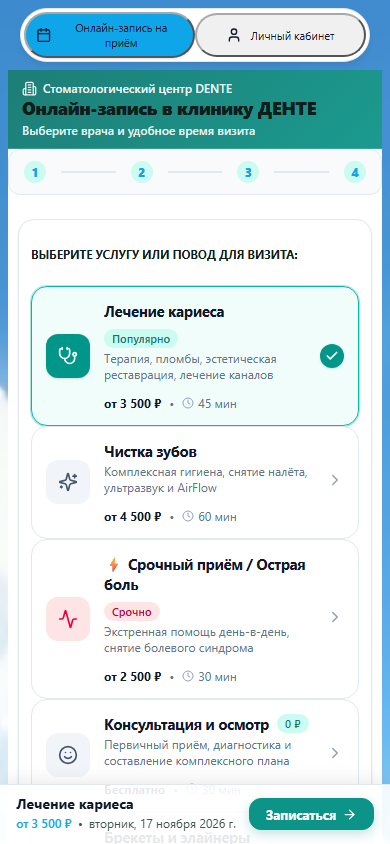 Онлайн-запись на
приём
Личный кабинет
Стоматологический центр DENTE
Онлайн-запись в клинику ДЕНТЕ
Выберите врача и удобное время визита
1 2 3 4
ВЫБЕРИТЕ УСЛУГУ ИЛИ ПОВОД ДЛЯ ВИЗИТА:
Лечение кариеса
Популярно
Терапия, пломбы, эстетическая
реставрация, лечение каналов
от 3 500 ₽ • 45 мин
Чистка зубов
Комплексная гигиена, снятие налёта,
ультразвук и AirFlow
от 4 500 ₽ • 60 мин
Срочный приём / Острая
боль
Срочно
Экстренная помощь день-в-день,
снятие болевого синдрома
от 2 500 ₽ • 30 мин
Консультация и осмотр 0 ₽
Первичный приём, диагностика и
составление комплексного плана
Бесплатно • 30 мин
Лечение кариеса
от 3 500 ₽ • вторник, 17 ноября 2026 г.
Записаться
Брекеты и элайнеры